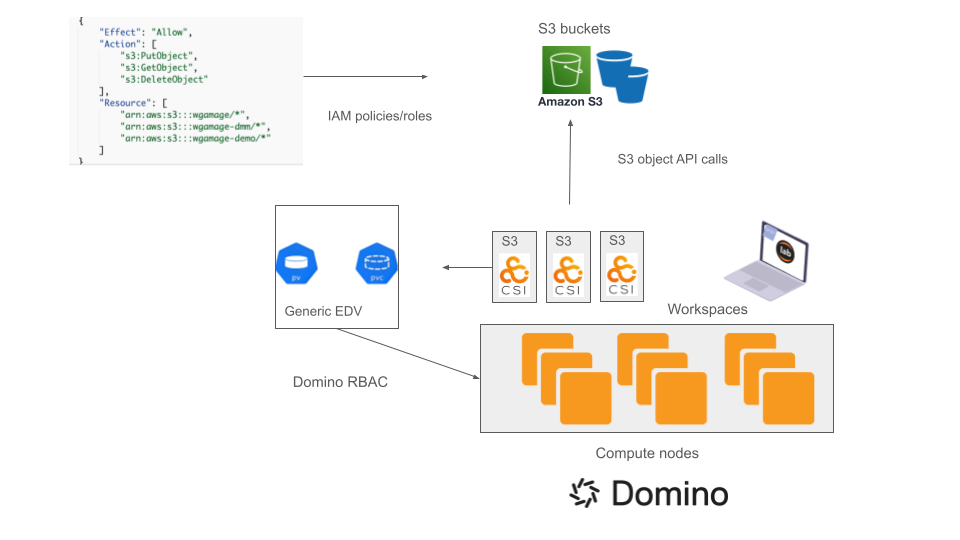 {
"Effect": "Allow",
"Action": [
"s3:PutObject",
"s3:GetObject",
"s3:DeleteObject"
],
"Resource": [
"arn:aws:s3:::wgamage/*",
"arn:aws:s3:::wgamage-dmm/*",
"arn:aws:s3:::wgamage-demo/*"
]
}
IAM policies/roles
S3 buckets
Amazon S3
S3 object API calls
S3
CSI
S3
CSI
S3
CSI
lab
pv
pvc
Generic EDV
Workspaces
Domino RBAC
Compute nodes
Domino